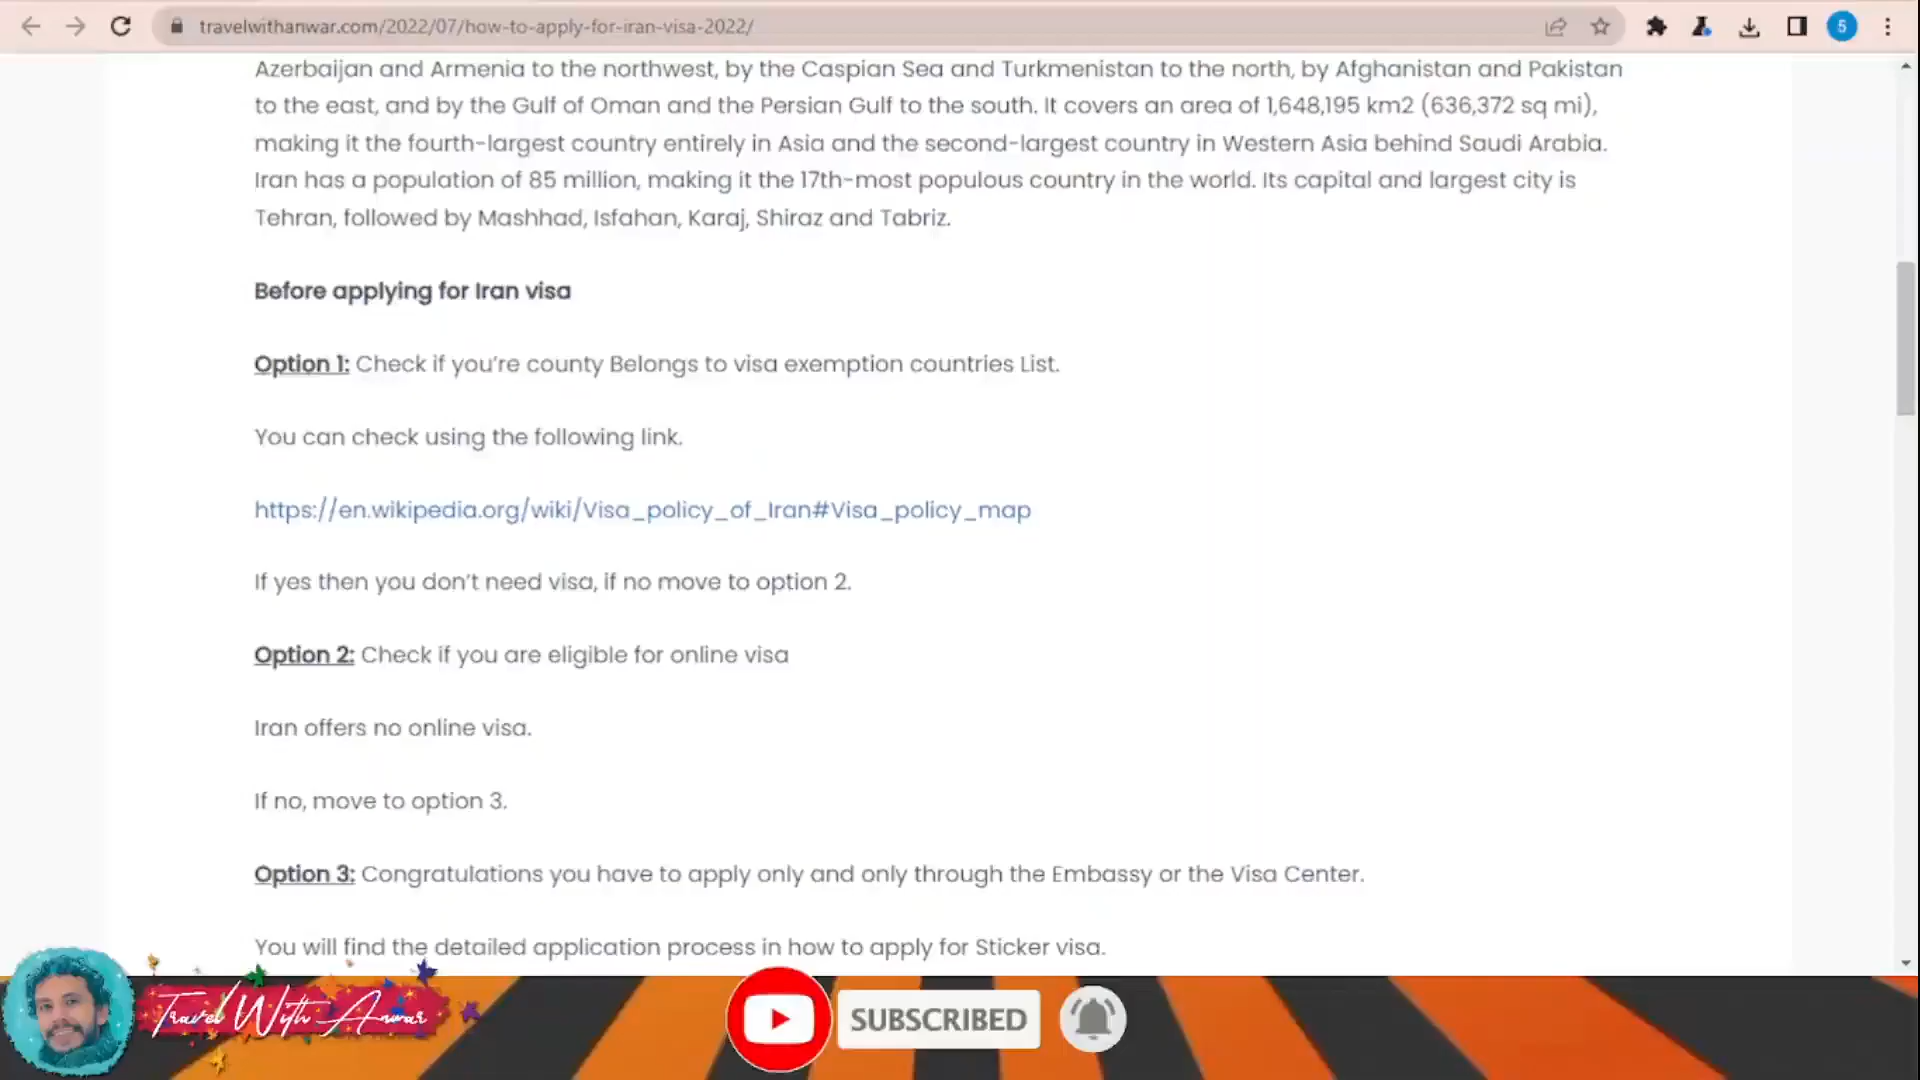 travelwithanwar.com/2022/07/how-to-apply-for-iran-visa-2022/
5
Azerbaijan and Armenia to the northwest, by the Caspian Sea and Turkmenistan to the north, by Afghanistan and Pakistan
to the east, and by the Gulf of Oman and the Persian Gulf to the south. It covers an area of 1,648,195 km2 (636,372 sq mi),
making it the fourth-largest country entirely in Asia and the second-largest country in Western Asia behind Saudi Arabia.
Iran has a population of 85 million, making it the 17th-most populous country in the world. Its capital and largest city is
Tehran, followed by Mashhad, Isfahan, Karaj, Shiraz and Tabriz.
Before applying for Iran visa
Option 1: Check if you’re county Belongs to visa exemption countries List.
You can check using the following link.
https://en.wikipedia.org/wiki/Visa_policy_of_Iran#Visa_policy_map
If yes then you don’t need visa, if no move to option 2.
Option 2: Check if you are eligible for online visa
Iran offers no online visa.
If no, move to option 3.
Option 3: Congratulations you have to apply only and only through the Embassy or the Visa Center.
You will find the detailed application process in how to apply for Sticker visa.
Travel With Anwar
SUBSCRIBED